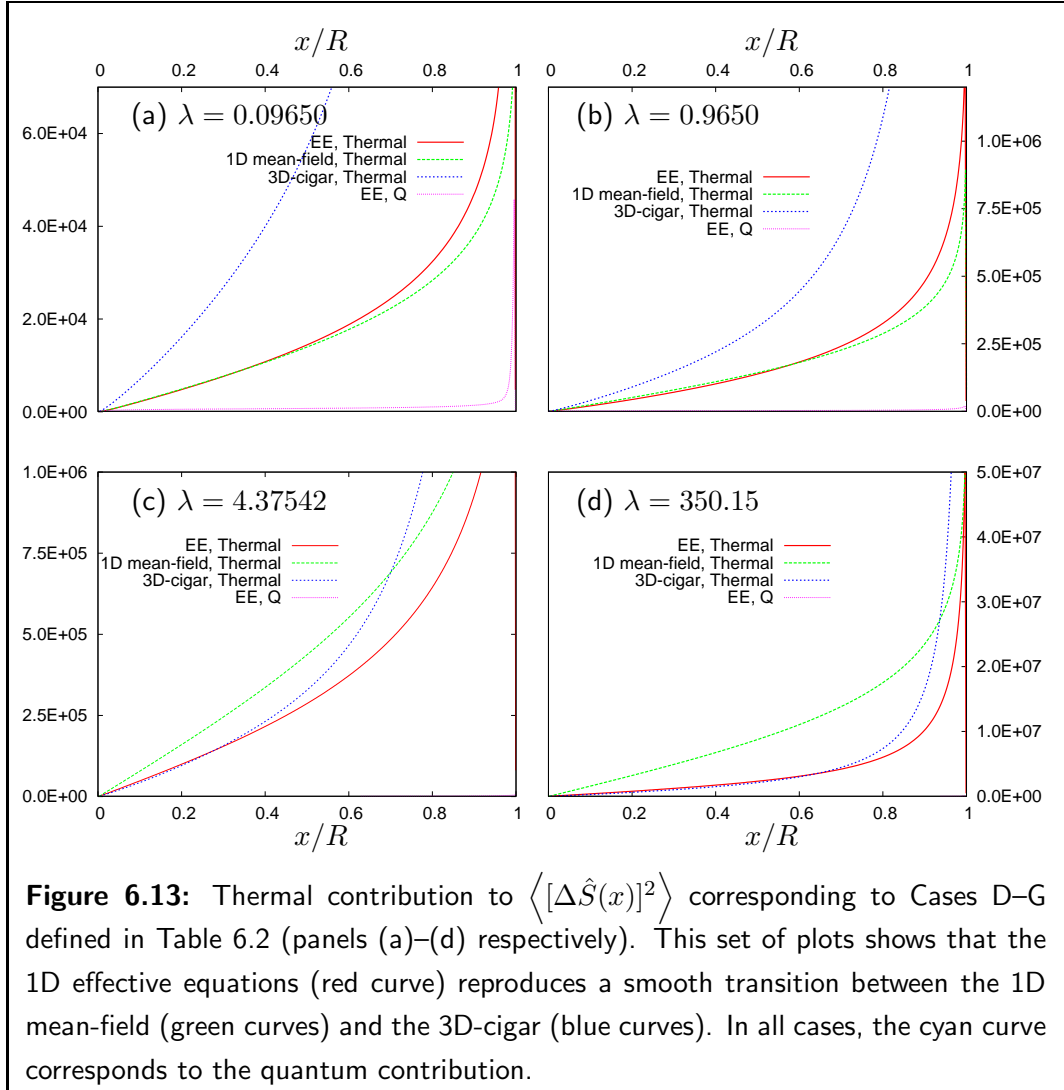 x/R
x/R
0 0.2 0.4 0.6 0.8 1
0 0.2 0.4 0.6 0.8 1
(a) λ = 0.09650
EE, Thermal
1D mean-field, Thermal
3D-cigar, Thermal
EE, Q
6.0E+04
4.0E+04
2.0E+04
0.0E+00
(b) λ = 0.9650
EE, Thermal
1D mean-field, Thermal
3D-cigar, Thermal
EE, Q
1.0E+06
7.5E+05
5.0E+05
2.5E+05
0.0E+00
(c) λ = 4.37542
EE, Thermal
1D mean-field, Thermal
3D-cigar, Thermal
EE, Q
1.0E+06
7.5E+05
5.0E+05
2.5E+05
0.0E+00
(d) λ = 350.15
EE, Thermal
1D mean-field, Thermal
3D-cigar, Thermal
EE, Q
5.0E+07
4.0E+07
3.0E+07
2.0E+07
1.0E+07
0.0E+00
0 0.2 0.4 0.6 0.8 1
0 0.2 0.4 0.6 0.8 1
x/R
x/R
Figure 6.13: Thermal contribution to ⟨[ΔŜ(x)]²⟩ corresponding to Cases D–G
defined in Table 6.2 (panels (a)–(d) respectively). This set of plots shows that the
1D effective equations (red curve) reproduces a smooth transition between the 1D
mean-field (green curves) and the 3D-cigar (blue curves). In all cases, the cyan curve
corresponds to the quantum contribution.